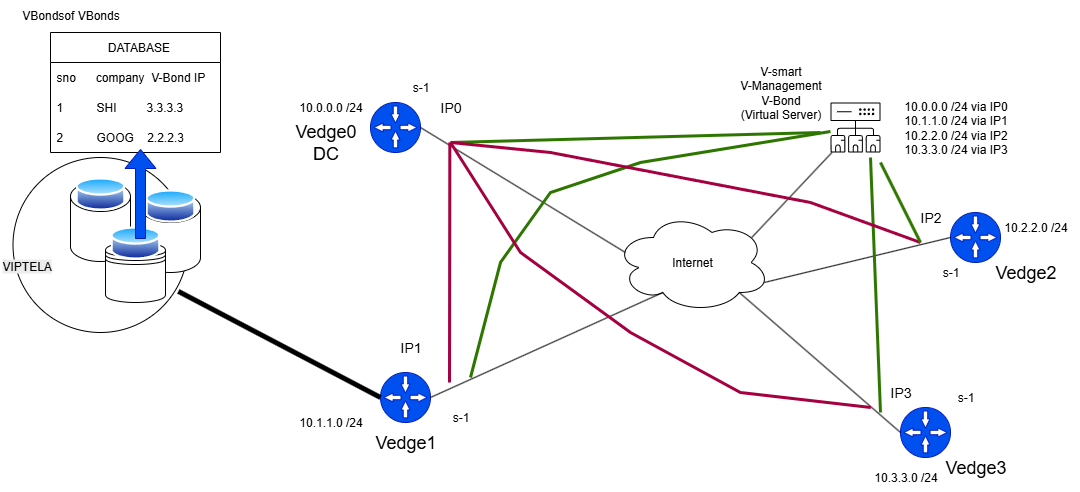 VBondsof VBonds
DATABASE
sno company V-Bond IP
1 SHI 3.3.3.3
2 GOOG 2.2.2.3
VIPTELA
s-1
10.0.0.0 /24
IP0
Vedge0
DC
V-smart
V-Management
V-Bond
(Virtual Server)
10.0.0.0 /24 via IP0
10.1.1.0 /24 via IP1
10.2.2.0 /24 via IP2
10.3.3.0 /24 via IP3
IP2
10.2.2.0 /24
s-1
Vedge2
Internet
IP1
10.1.1.0 /24
s-1
Vedge1
IP3
s-1
Vedge3
10.3.3.0 /24